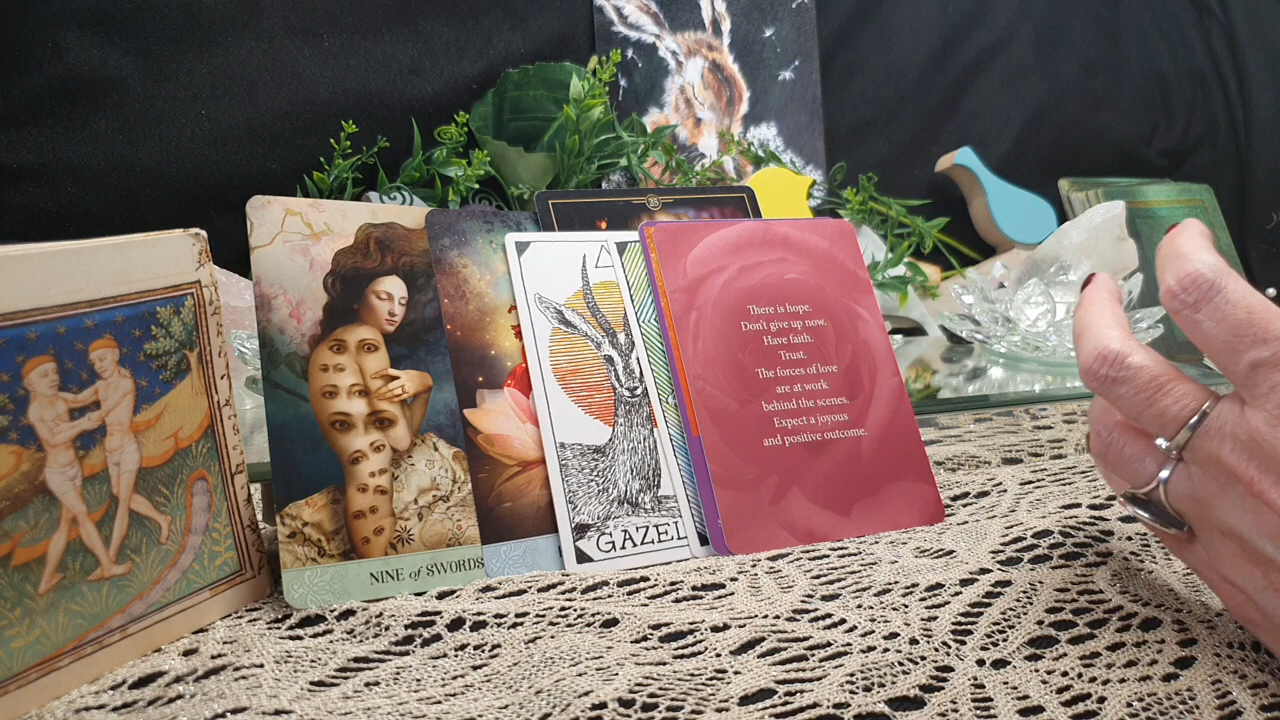 25
NINE of SWORDS
GAZEL
There is hope.
Don't give up now.
Have faith.
Trust.
The forces of love
are at work
behind the scenes.
Expect a joyous
and positive outcome.